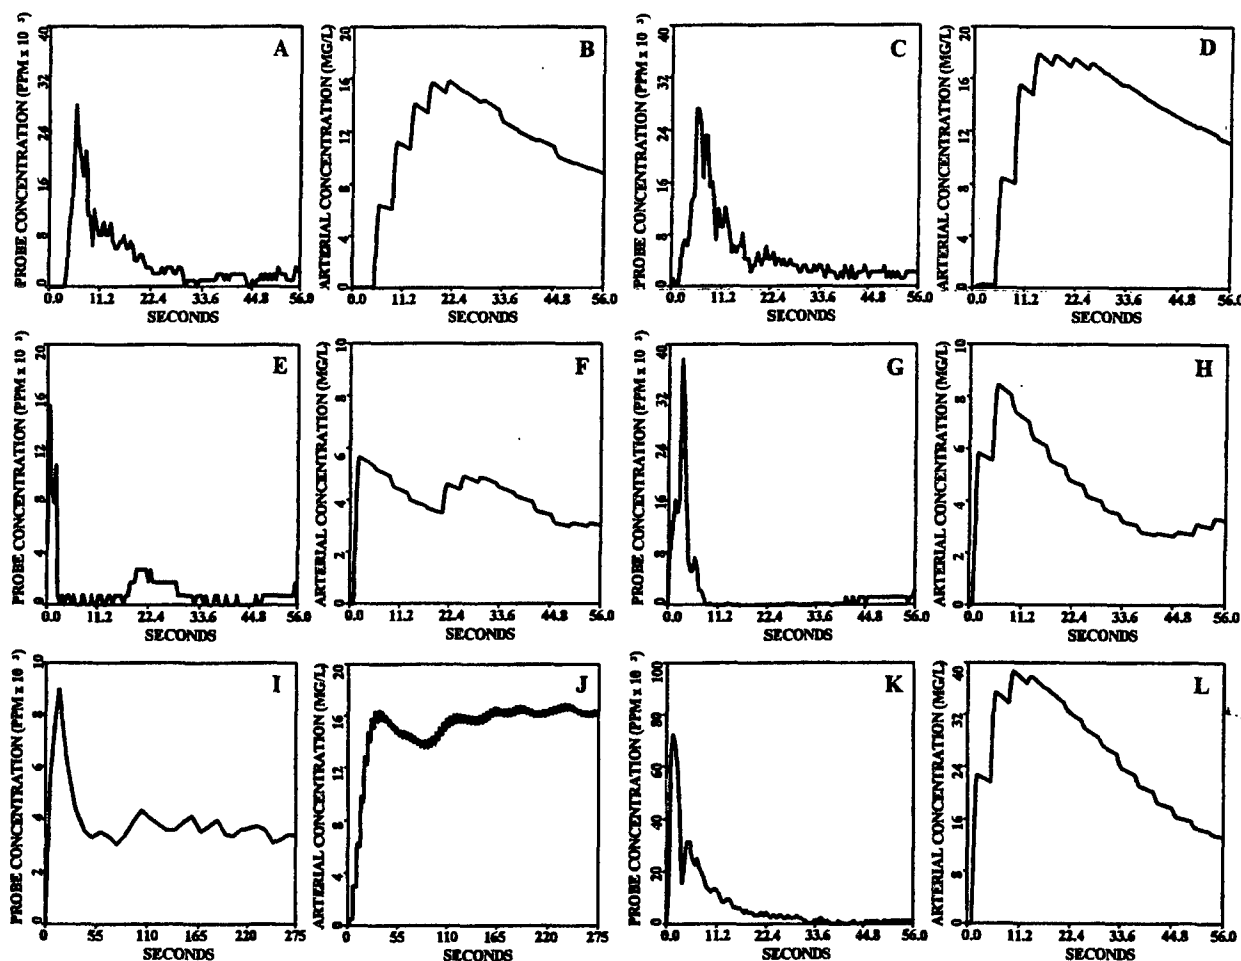 PROBE CONCENTRATION (PPM x 10 ³)
40
32
24
16
8
0
A
0.0 11.2 22.4 33.6 44.8 56.0
SECONDS
ARTERIAL CONCENTRATION (MG/L)
20
16
12
8
4
0
B
0.0 11.2 22.4 33.6 44.8 56.0
SECONDS
PROBE CONCENTRATION (PPM x 10 ³)
40
32
24
16
8
0
C
0.0 11.2 22.4 33.6 44.8 56.0
SECONDS
ARTERIAL CONCENTRATION (MG/L)
20
16
12
8
4
0
D
0.0 11.2 22.4 33.6 44.8 56.0
SECONDS
PROBE CONCENTRATION (PPM x 10 ³)
20
16
12
8
4
0
E
0.0 11.2 22.4 33.6 44.8 56.0
SECONDS
ARTERIAL CONCENTRATION (MG/L)
10
8
6
4
2
0
F
0.0 11.2 22.4 33.6 44.8 56.0
SECONDS
PROBE CONCENTRATION (PPM x 10 ³)
40
32
24
16
8
0
G
0.0 11.2 22.4 33.6 44.8 56.0
SECONDS
ARTERIAL CONCENTRATION (MG/L)
10
8
6
4
2
0
H
0.0 11.2 22.4 33.6 44.8 56.0
SECONDS
PROBE CONCENTRATION (PPM x 10 ³)
10
8
6
4
2
0
I
0 55 110 165 220 275
SECONDS
ARTERIAL CONCENTRATION (MG/L)
20
16
12
8
4
0
J
0 55 110 165 220 275
SECONDS
PROBE CONCENTRATION (PPM x 10 ³)
100
80
60
40
20
0
K
0.0 11.2 22.4 33.6 44.8 56.0
SECONDS
ARTERIAL CONCENTRATION (MG/L)
40
32
24
16
8
0
L
0.0 11.2 22.4 33.6 44.8 56.0
SECONDS